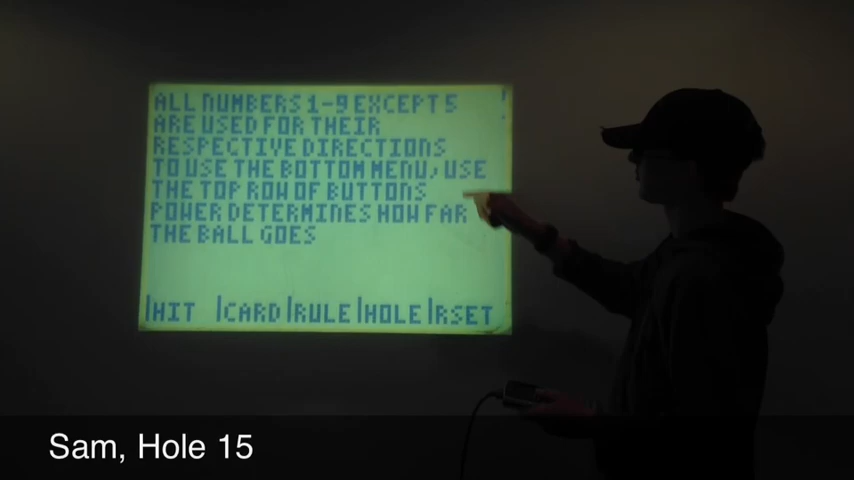 ALL NUMBERS 1-9 EXCEPT 5
ARE USED FOR THEIR
RESPECTIVE DIRECTIONS
TO USE THE BOTTOM MENU, USE
THE TOP ROW OF BUTTONS
POWER DETERMINES HOW FAR
THE BALL GOES
|HIT |CARD|RULE|HOLE|RSET
Sam, Hole 15